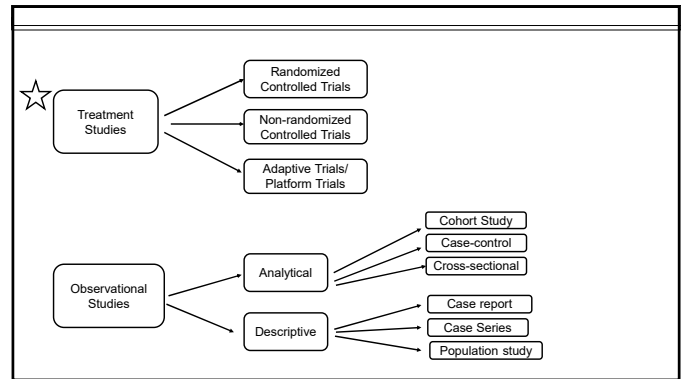 Randomized
Controlled Trials
Treatment
Studies
Non-randomized
Controlled Trials
Adaptive Trials/
Platform Trials
Cohort Study
Case-control
Cross-sectional
Analytical
Observational
Studies
Descriptive
Case report
Case Series
Population study